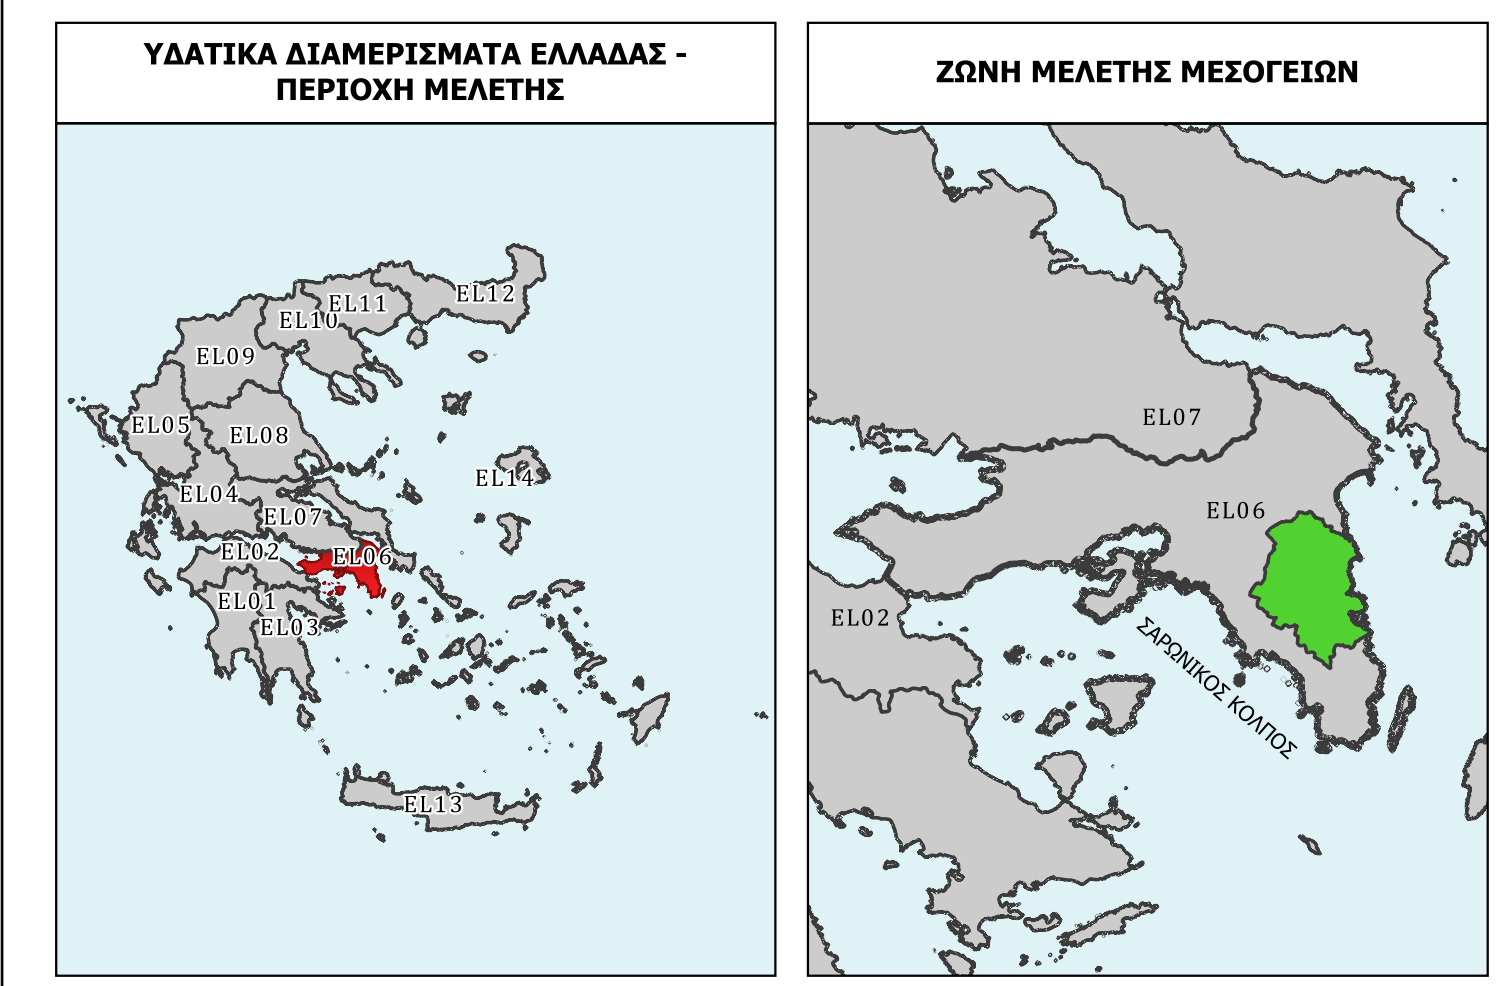 ΥΔΑΤΙΚΑ ΔΙΑΜΕΡΙΣΜΑΤΑ ΕΛΛΑΔΑΣ -
ΠΕΡΙΟΧΗ ΜΕΛΕΤΗΣ
EL12
EL11
EL10
EL09
EL05
EL08
EL14
EL04
EL07
EL02
EL06
EL01
EL03
EL13
ΖΩΝΗ ΜΕΛΕΤΗΣ ΜΕΣΟΓΕΙΩΝ
EL07
EL06
EL02
ΣΑΡΩΝΙΚΟΣ ΚΟΛΠΟΣ